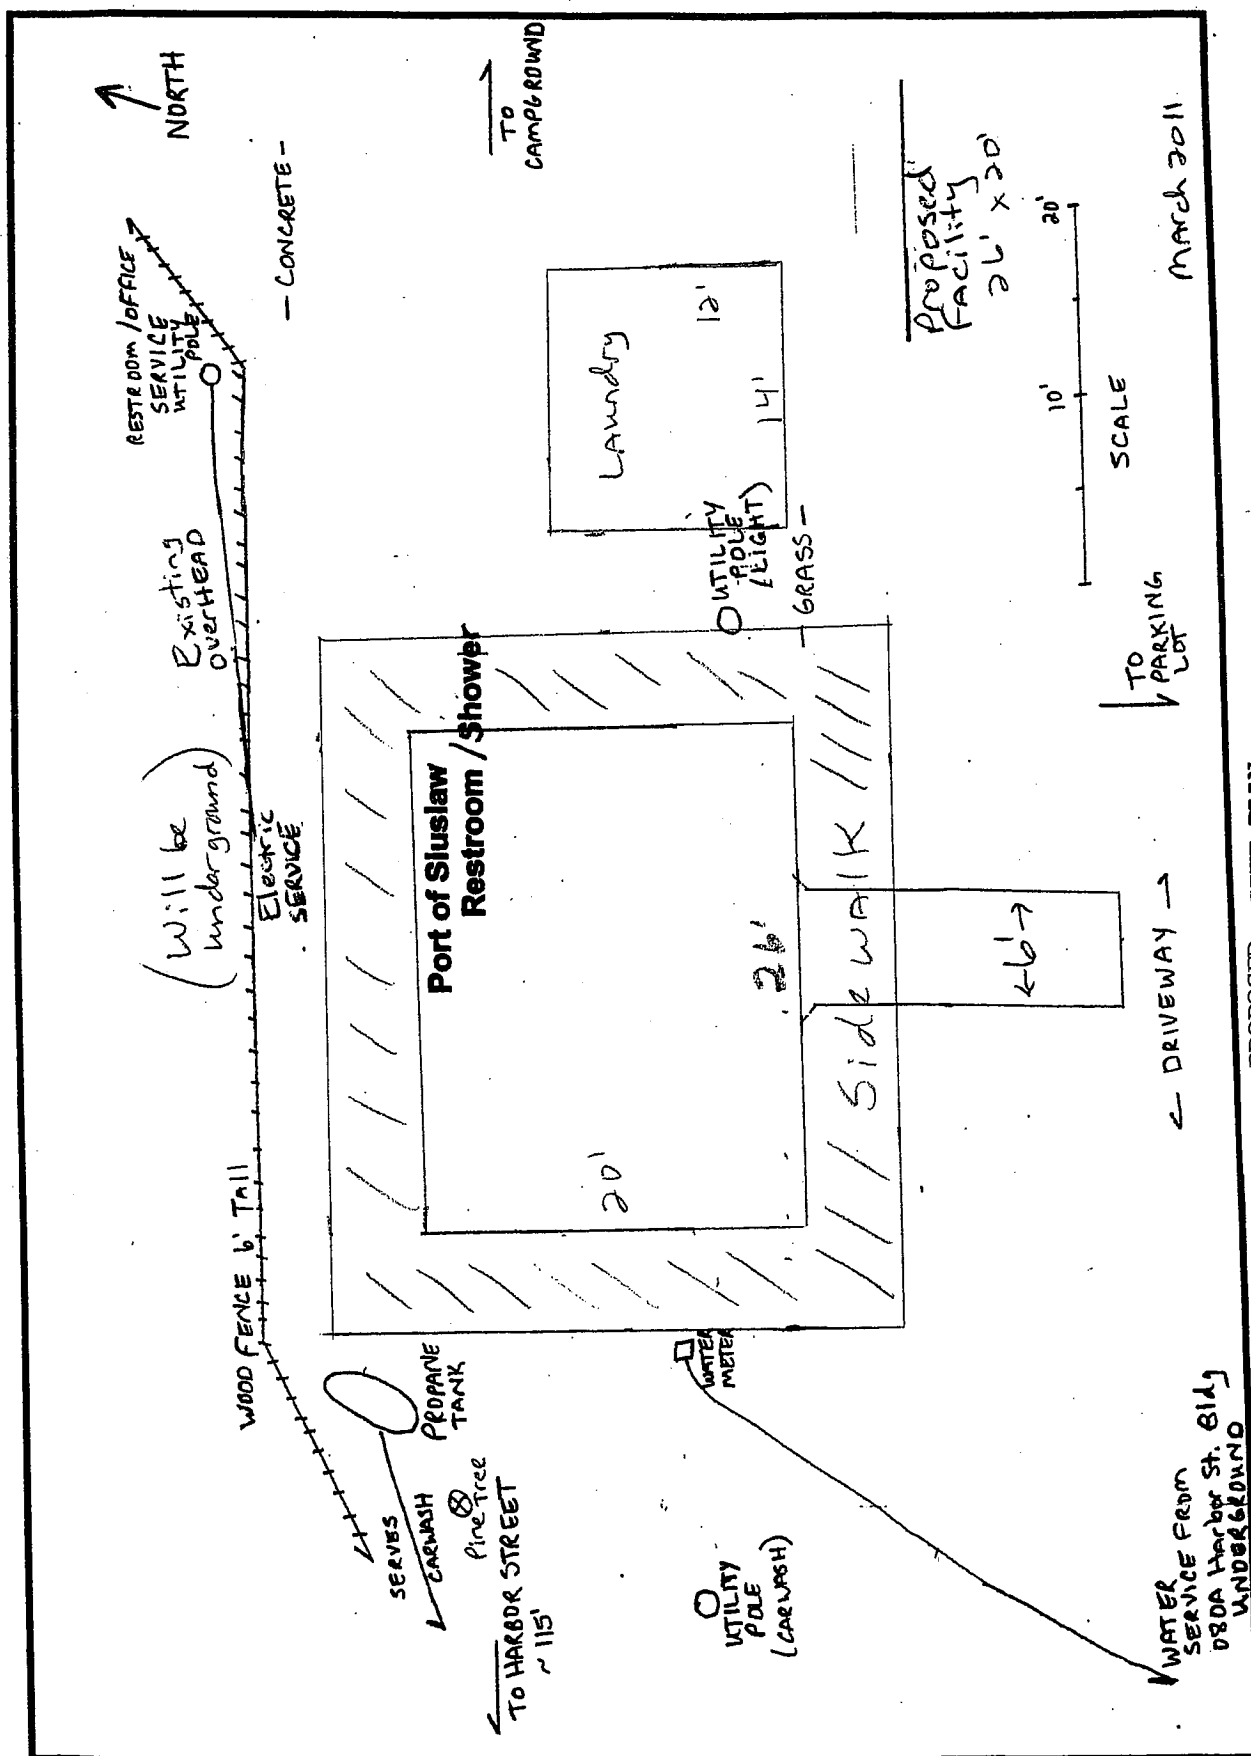 NORTH
RESTROOM/OFFICE
SERVICE
UTILITY
POLE
Existing
OverHEAD
(Will be
underground)
Electric
SERVICE
WOOD FENCE 6' TALL
- CONCRETE -
TO
CAMPGROUND
PROPANE
TANK
SERVES
CARWASH
Pine Tree
TO HARBOR STREET
~ 115'
Port of Siuslaw
Restroom / Shower
20'
26'
Sidewalk
Laundry
12'
14'
UTILITY
POLE
(LIGHT)
GRASS -
WATER
METER
UTILITY
POLE
(CARWASH)
Proposed
Facility
26' x 20'
10'
20'
SCALE
6'
TO
PARKING
LOT
← DRIVEWAY →
WATER
SERVICE FROM
080A Harbor St. Bldg
UNDERGROUND
March 2011